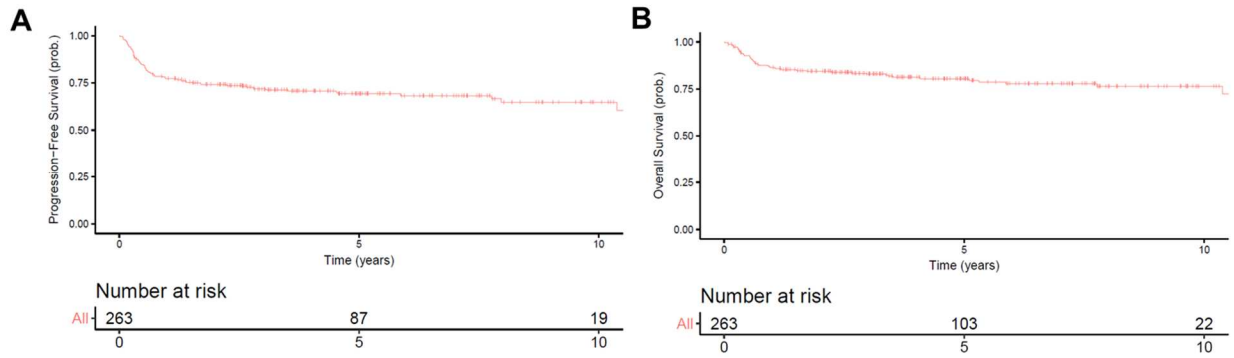 A
Progression-Free Survival (prob.)
1.00
0.75
0.50
0.25
0.00
0 5 10
Time (years)
Number at risk
All 263 87 19
0 5 10
B
Overall Survival (prob.)
1.00
0.75
0.50
0.25
0.00
0 5 10
Time (years)
Number at risk
All 263 103 22
0 5 10